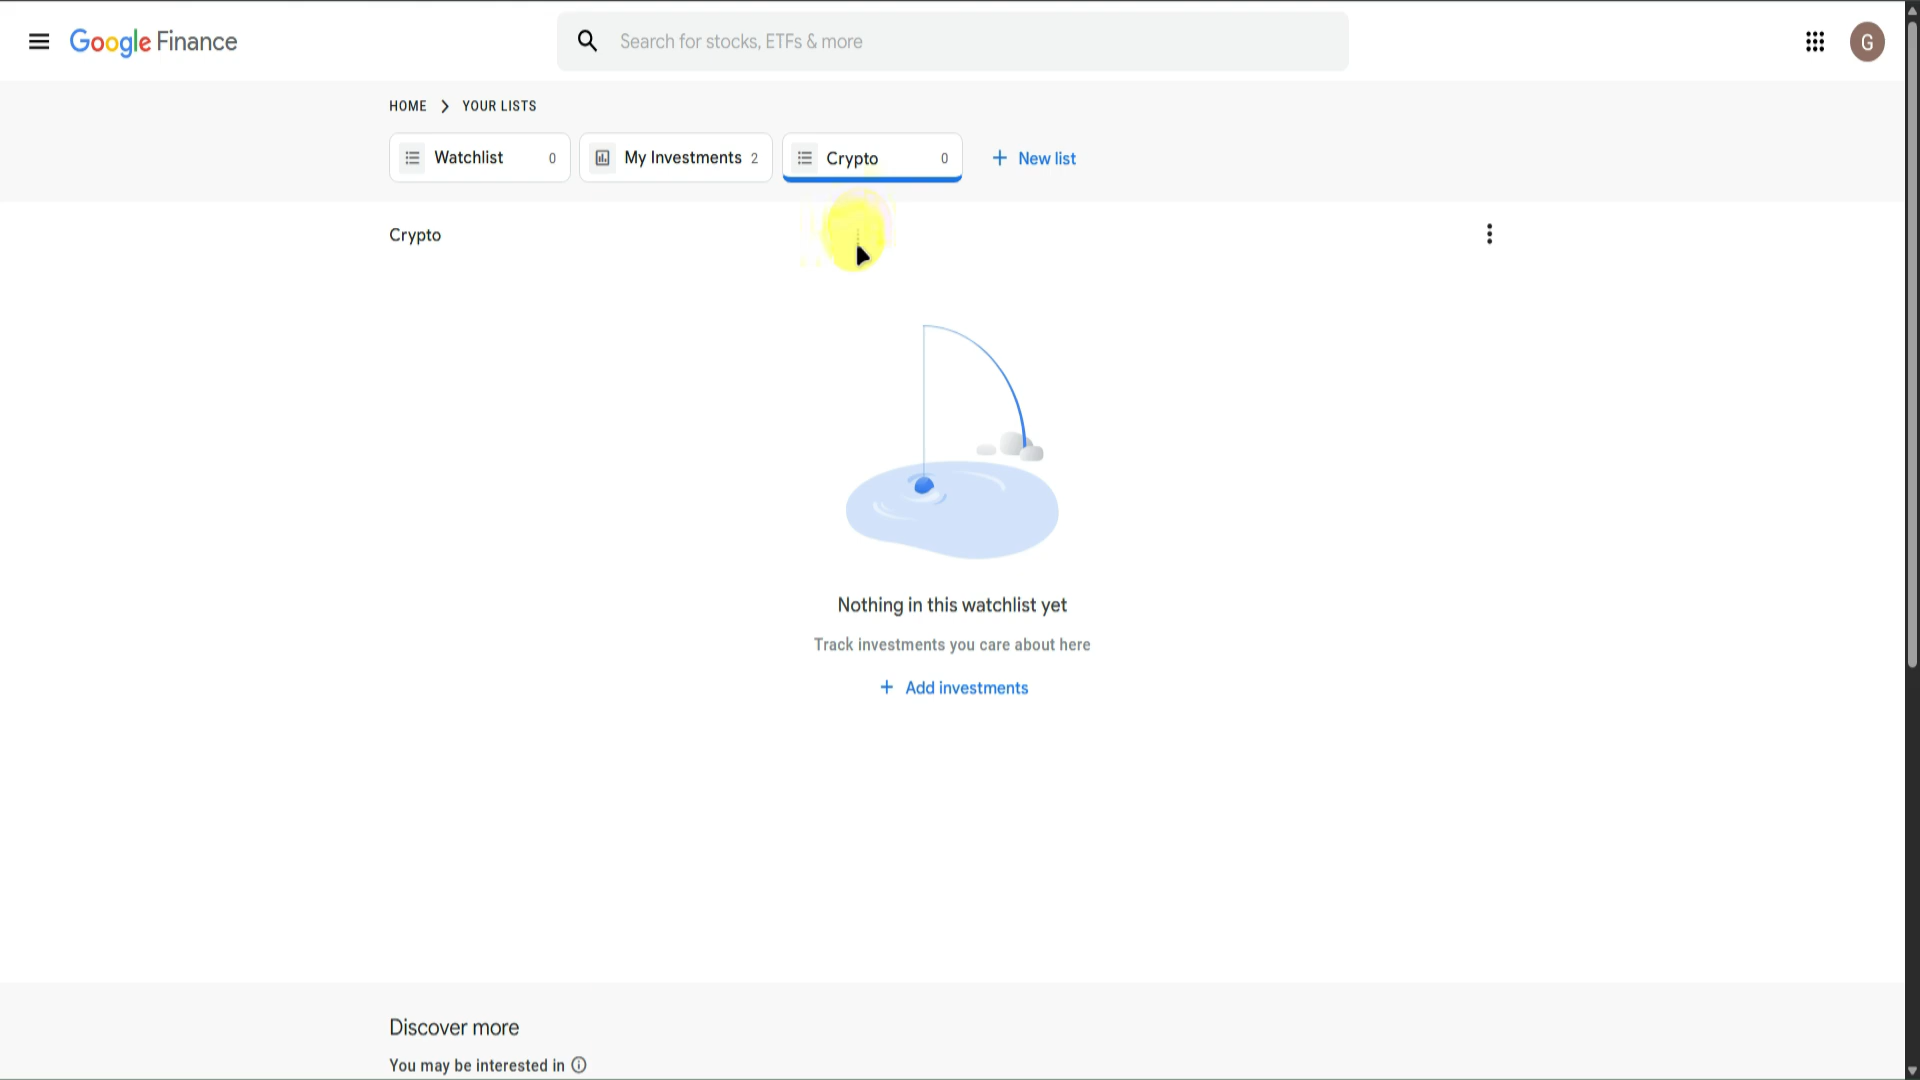 Google Finance
Search for stocks, ETFs & more
G
HOME > YOUR LISTS
Watchlist 0
My Investments 2
Crypto 0
+ New list
Crypto
Nothing in this watchlist yet
Track investments you care about here
+ Add investments
Discover more
You may be interested in